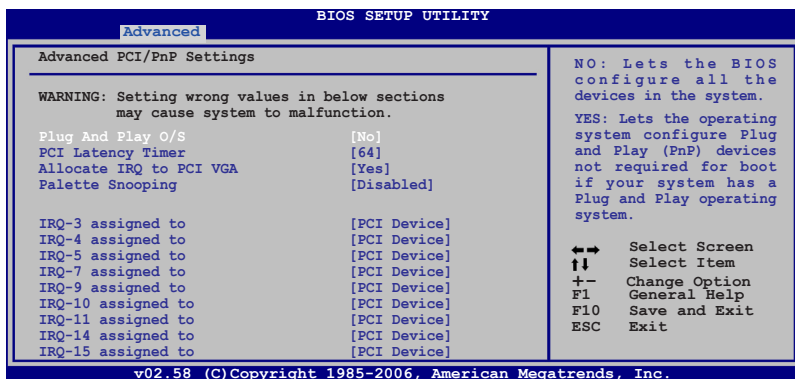 BIOS SETUP UTILITY
Advanced
Advanced PCI/PnP Settings
WARNING: Setting wrong values in below sections
may cause system to malfunction.
Plug And Play O/S [No]
PCI Latency Timer [64]
Allocate IRQ to PCI VGA [Yes]
Palette Snooping [Disabled]
IRQ-3 assigned to [PCI Device]
IRQ-4 assigned to [PCI Device]
IRQ-5 assigned to [PCI Device]
IRQ-7 assigned to [PCI Device]
IRQ-9 assigned to [PCI Device]
IRQ-10 assigned to [PCI Device]
IRQ-11 assigned to [PCI Device]
IRQ-14 assigned to [PCI Device]
IRQ-15 assigned to [PCI Device]
NO: Lets the BIOS
configure all the
devices in the system.
YES: Lets the operating
system configure Plug
and Play (PnP) devices
not required for boot
if your system has a
Plug and Play operating
system.
←→ Select Screen
↑↓ Select Item
+- Change Option
F1 General Help
F10 Save and Exit
ESC Exit
v02.58 (C)Copyright 1985-2006, American Megatrends, Inc.